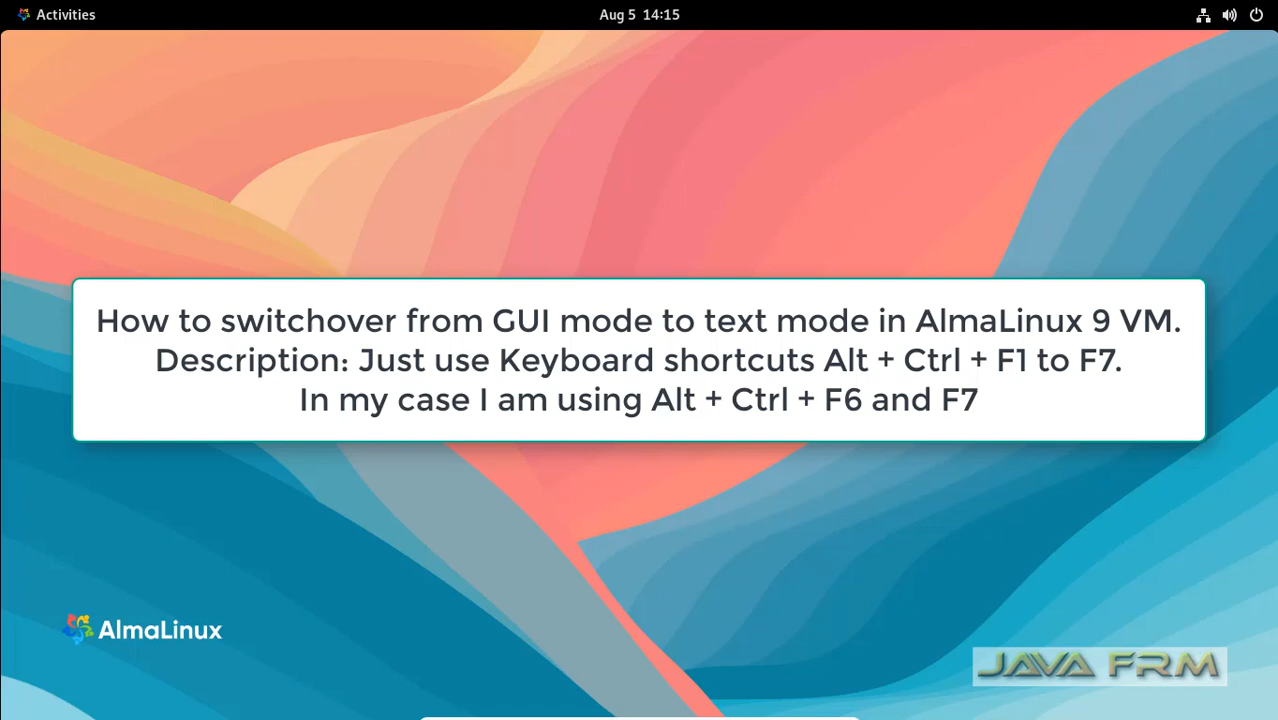 Activities
Aug 5 14:15
How to switchover from GUI mode to text mode in AlmaLinux 9 VM.
Description: Just use Keyboard shortcuts Alt + Ctrl + F1 to F7.
In my case I am using Alt + Ctrl + F6 and F7
AlmaLinux
JAVA FRM